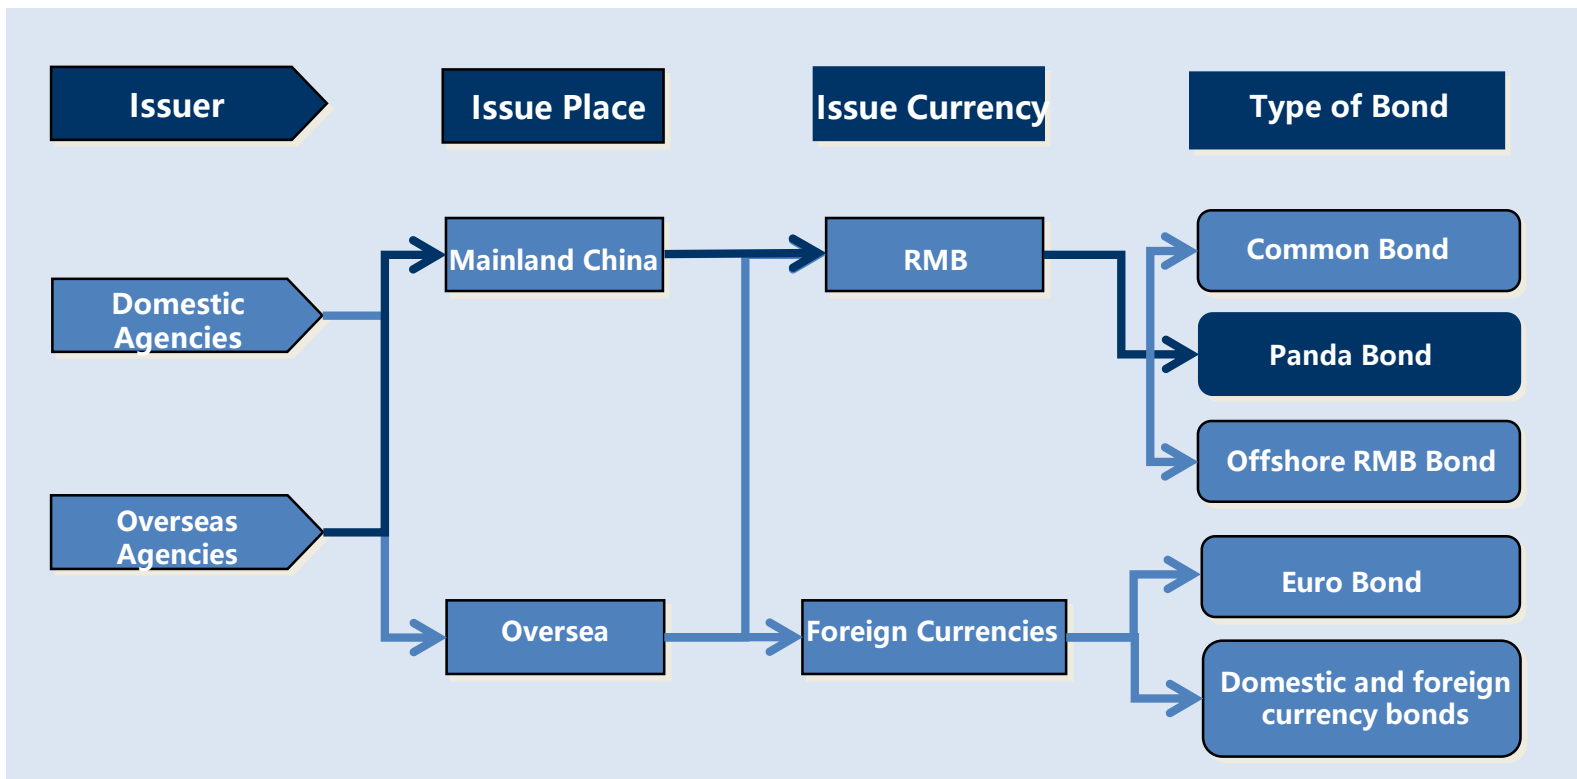 Issuer
Issue Place
Issue Currency
Type of Bond
Domestic
Agencies
Overseas
Agencies
Mainland China
Oversea
RMB
Foreign Currencies
Common Bond
Panda Bond
Offshore RMB Bond
Euro Bond
Domestic and foreign
currency bonds